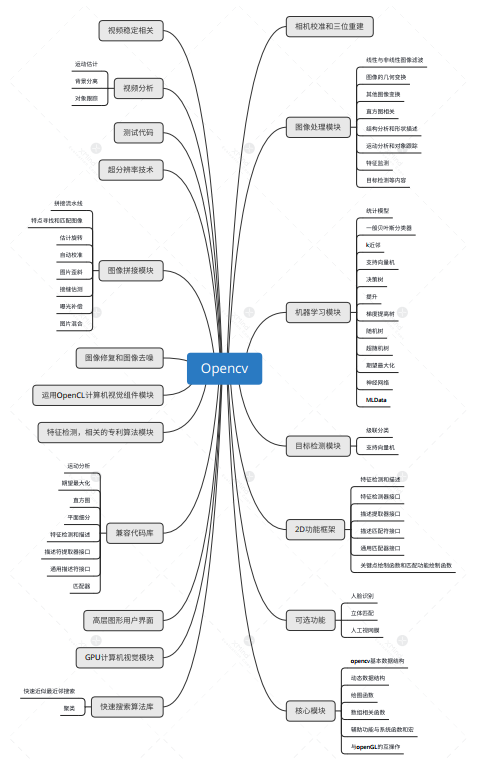 Opencv
视频稳定相关
视频分析
运动估计
背景分离
对象跟踪
测试代码
超分辨率技术
图像拼接模块
拼接流水线
特点寻找和匹配图像
估计旋转
自动校准
图片歪斜
接缝估测
曝光补偿
图片混合
图像修复和图像去噪
运用OpenCL计算机视觉组件模块
特征检测，相关的专利算法模块
兼容代码库
运动分析
期望最大化
直方图
平面细分
特征检测和描述
描述符提取器接口
通用描述符接口
匹配器
高层图形用户界面
GPU计算机视觉模块
快速搜索算法库
快速近似最近邻搜索
聚类
相机校准和三位重建
图像处理模块
线性与非线性图像滤波
图像的几何变换
其他图像变换
直方图相关
结构分析和形状描述
运动分析和对象跟踪
特征监测
目标检测等内容
机器学习模块
统计模型
一般贝叶斯分类器
k近邻
支持向量机
决策树
提升
梯度提高树
随机树
超随机树
期望最大化
神经网络
MLData
目标检测模块
级联分类
支持向量机
2D功能框架
特征检测和描述
特征检测器接口
描述提取器接口
描述匹配符接口
通用匹配器接口
关键点绘制函数和匹配功能绘制函数
可选功能
人脸识别
立体匹配
人工视网膜
核心模块
opencv基本数据结构
动态数据结构
绘图函数
数组相关函数
辅助功能与系统函数和宏
与openGL的互操作